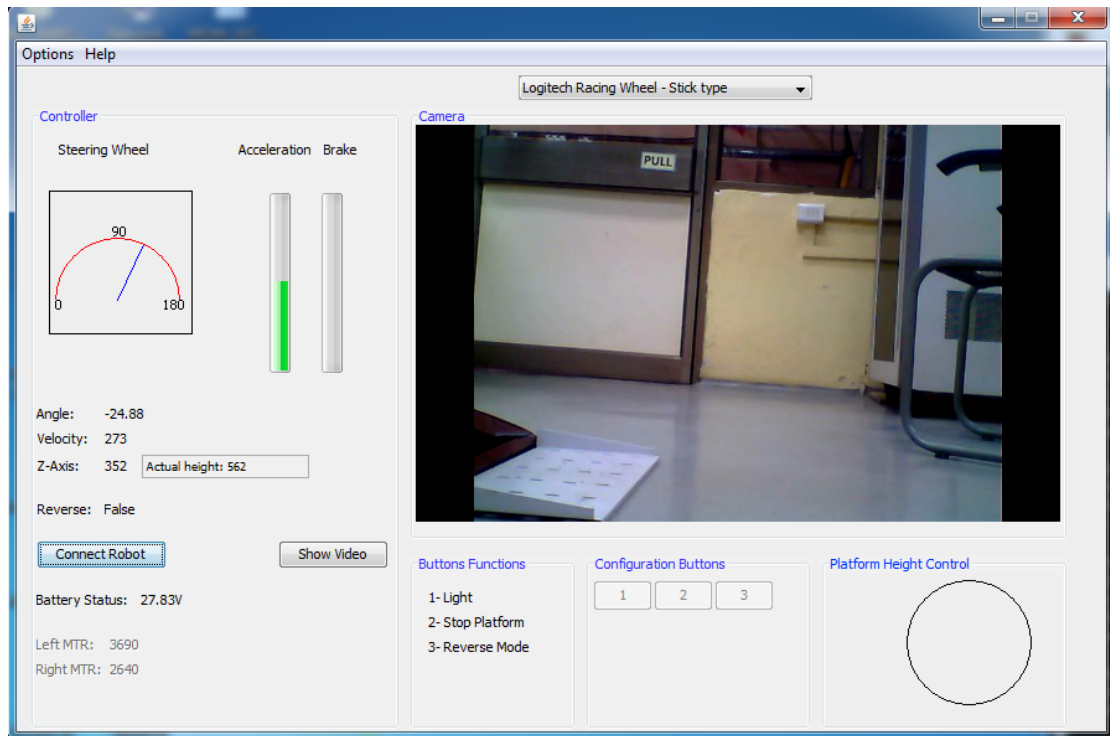 Options Help
Logitech Racing Wheel - Stick type
Controller
Steering Wheel
Acceleration Brake
90
0
180
Angle: -24.88
Velocity: 273
Z-Axis: 352 Actual height: 562
Reverse: False
Connect Robot
Show Video
Battery Status: 27.83V
Left MTR: 3690
Right MTR: 2640
Camera
PULL
Buttons Functions
1- Light
2- Stop Platform
3- Reverse Mode
Configuration Buttons
1 2 3
Platform Height Control